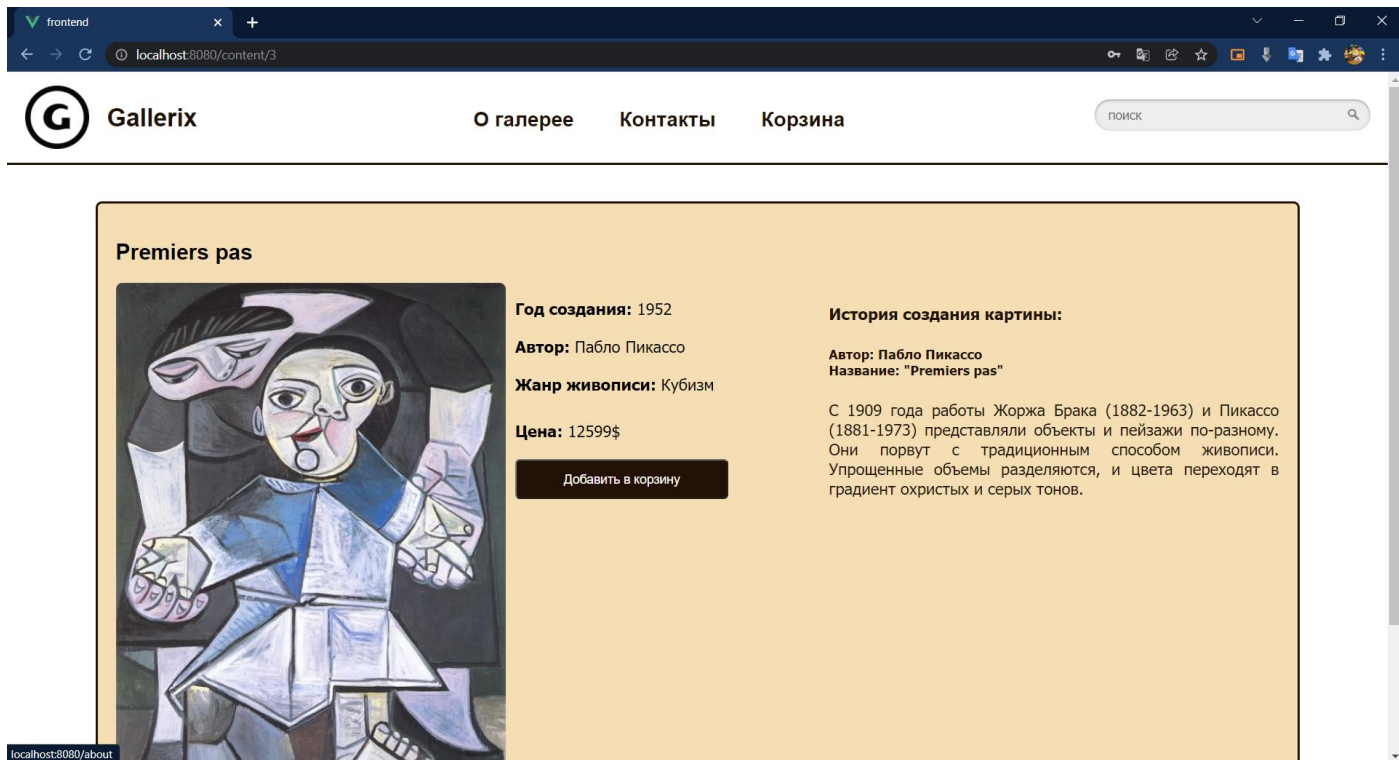 frontend
localhost:8080/content/3
G
Gallerix
О галерее
Контакты
Корзина
поиск
Premiers pas
Год создания: 1952
Автор: Пабло Пикассо
Жанр живописи: Кубизм
Цена: 12599$
Добавить в корзину
История создания картины:
Автор: Пабло Пикассо
Название: "Premiers pas"
С 1909 года работы Жоржа Брака (1882-1963) и Пикассо
(1881-1973) представляли объекты и пейзажи по-разному.
Они порвут с традиционным способом живописи.
Упрощенные объемы разделяются, и цвета переходят в
градиент охристых и серых тонов.
localhost:8080/about